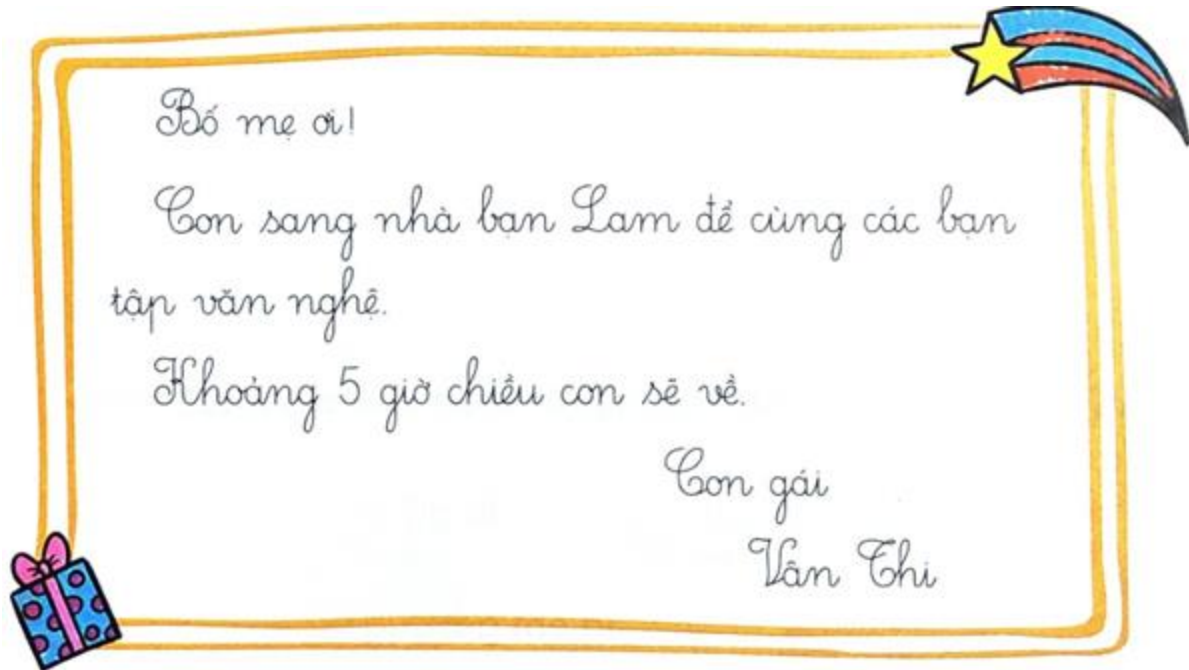 Bố mẹ ơi!
Con sang nhà bạn Lam để cùng các bạn
tập văn nghệ.
Khoảng 5 giờ chiều con sẽ về.
Con gái
Vân Thi